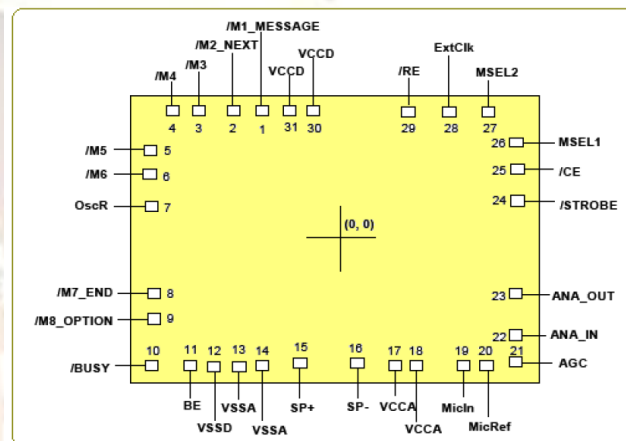 /M1_MESSAGE
/M2_NEXT
ExtClk
VCCD
VCCD
/M3
/RE
MSEL2
/M4
4
3
2
1
31
30
29
28
27
/M5
5
26
MSEL1
/M6
6
25
/CE
OscR
7
24
/STROBE
(0, 0)
/M7_END
8
23
ANA_OUT
/M8_OPTION
9
22
ANA_IN
/BUSY
10
11
12
13
14
15
16
17
18
19
20
21
AGC
BE
VSSD
VSSA
VSSA
SP+
SP-
VCCA
VCCA
MicIn
MicRef